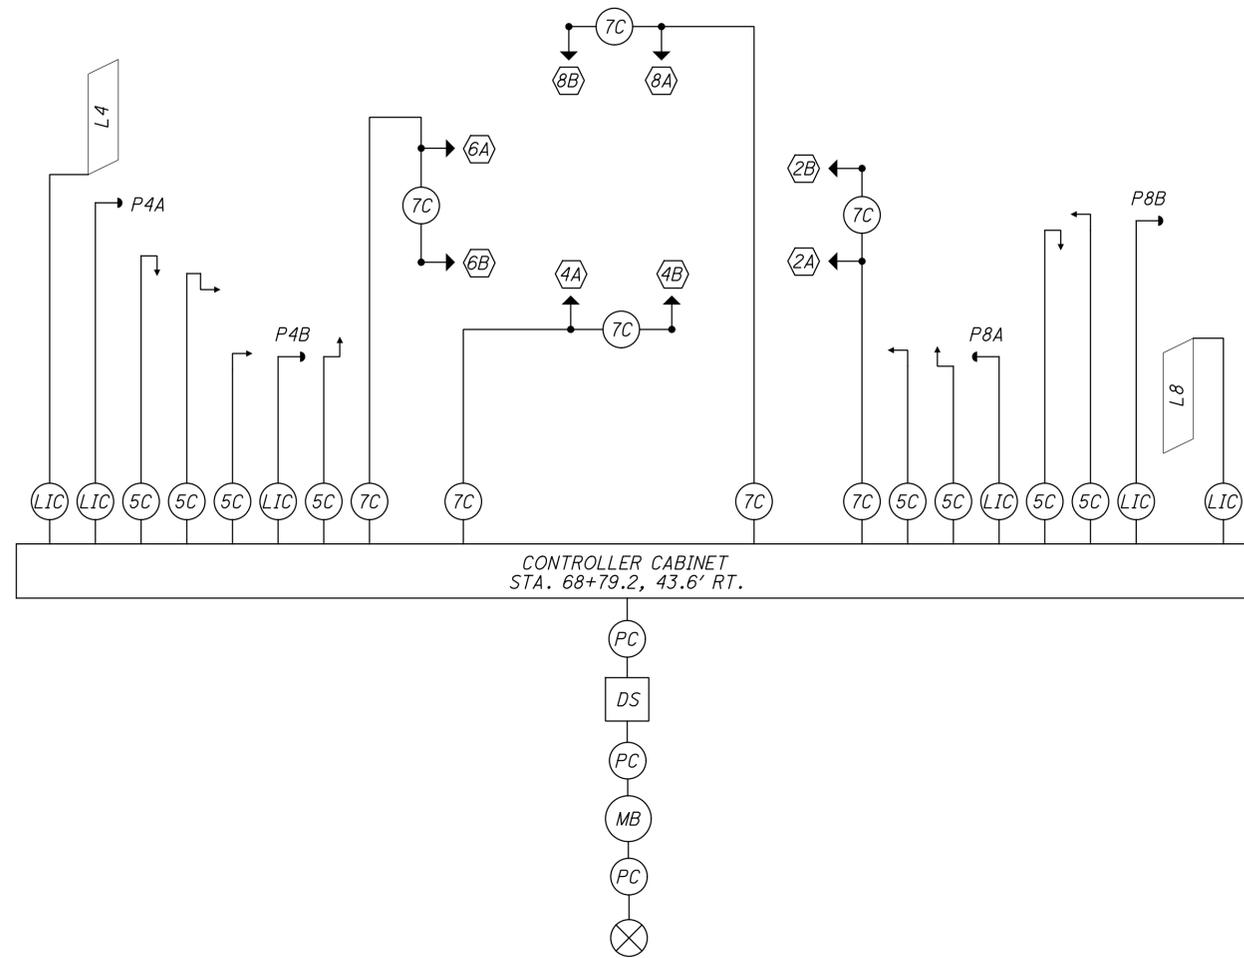 7C
8B 8A
L4
6A
2B
P4A
7C
7C
P8B
6B
2A
4A 4B
7C
P4B
P8A
L8
LIC LIC 5C 5C 5C LIC 5C 7C 7C 7C 7C 5C 5C LIC 5C 5C LIC LIC
CONTROLLER CABINET
STA. 68+79.2, 43.6' RT.
PC
DS
PC
MB
PC